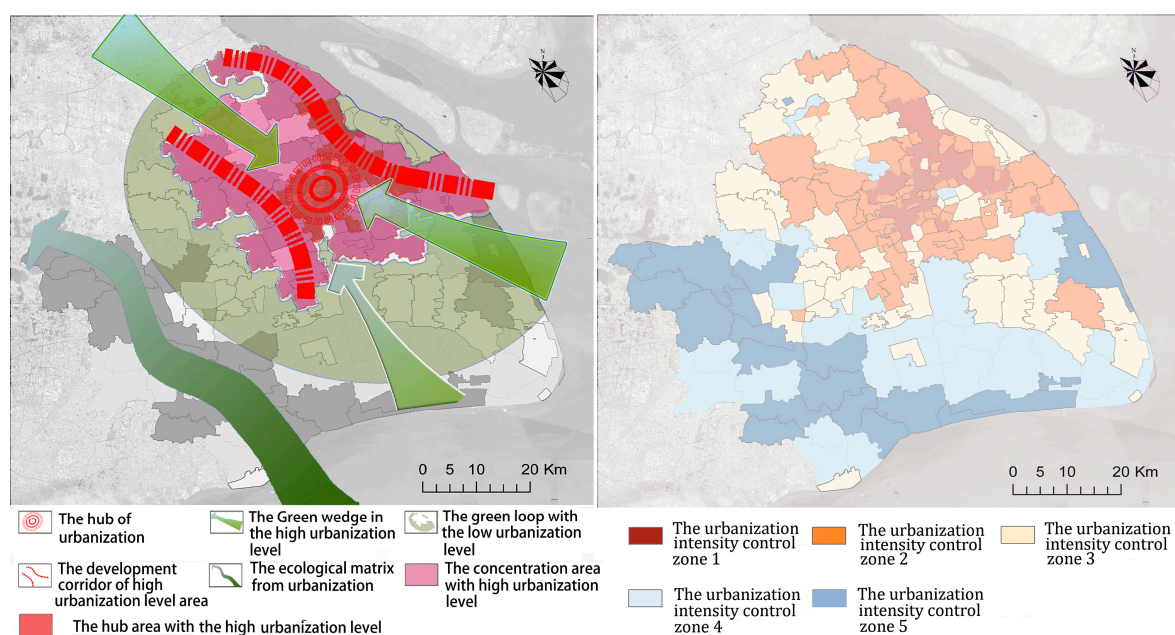 N
0 5 10 20 Km
The hub of
urbanization
The Green wedge in
the high urbanization
level
The green loop with
the low urbanization
level
The development
corridor of high
urbanization level area
The ecological matrix
from urbanization
The concentration area
with high urbanization
level
The hub area with the high urbanization level
N
0 5 10 20 Km
The urbanization
intensity control
zone 1
The urbanization
intensity control
zone 2
The urbanization
intensity control
zone 3
The urbanization
intensity control
zone 4
The urbanization
intensity control
zone 5